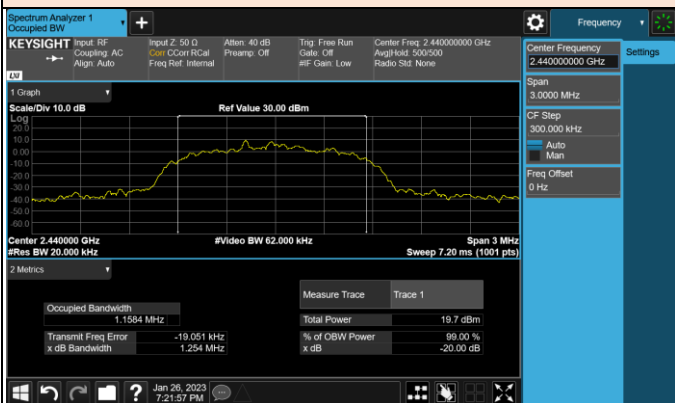 Spectrum Analyzer 1
Occupied BW
Frequency
KEYSIGHT
Input: RF
Coupling: AC
Align: Auto
Input Z: 50 Ω
Corr CCorr RCal
Freq Ref: Internal
Atten: 40 dB
Preamp: Off
Trig: Free Run
Gate: Off
#IF Gain: Low
Center Freq: 2.440000000 GHz
Avg|Hold: 500/500
Radio Std: None
LXI
Center Frequency
2.440000000 GHz
Settings
Span
3.0000 MHz
CF Step
300.000 kHz
Auto
Man
Freq Offset
0 Hz
1 Graph
Scale/Div 10.0 dB
Ref Value 30.00 dBm
Log
20.0
10.0
0.00
-10.0
-20.0
-30.0
-40.0
-50.0
-60.0
Center 2.440000 GHz
#Video BW 62.000 kHz
Span 3 MHz
#Res BW 20.000 kHz
Sweep 7.20 ms (1001 pts)
2 Metrics
Measure Trace Trace 1
Occupied Bandwidth
1.1584 MHz
Total Power 19.7 dBm
Transmit Freq Error -19.051 kHz
% of OBW Power 99.00 %
x dB Bandwidth 1.254 MHz
x dB -20.00 dB
?
Jan 26, 2023
7:21:57 PM